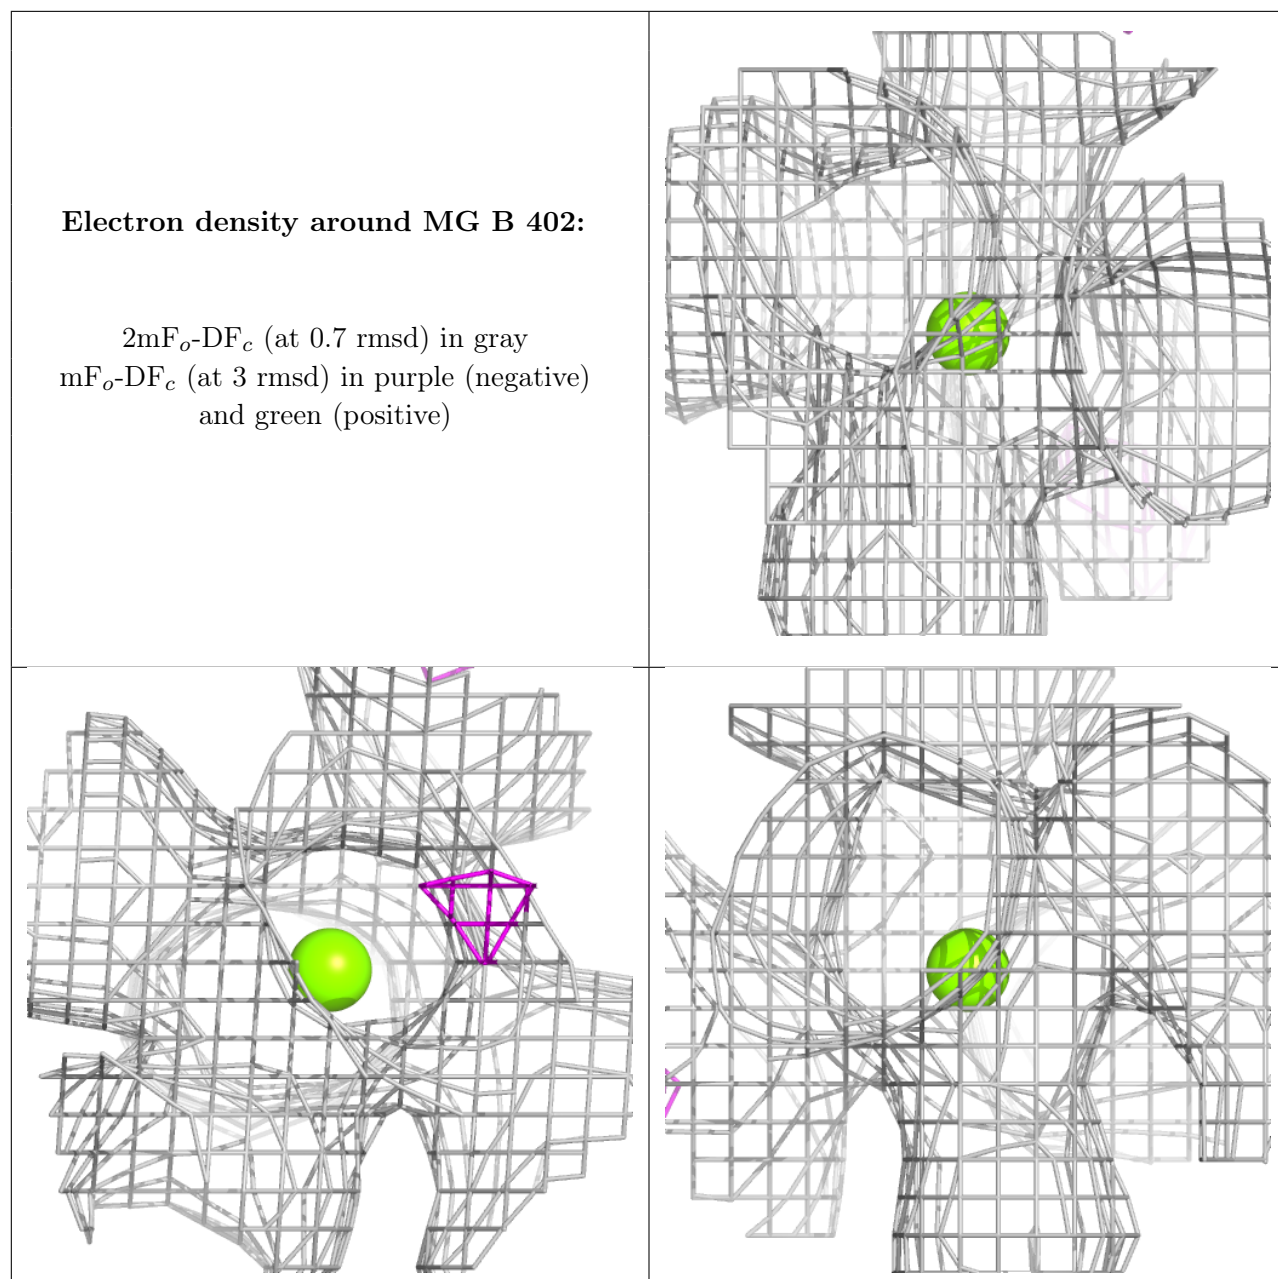 Electron density around MG B 402:
2mFo-DFc (at 0.7 rmsd) in gray
mFo-DFc (at 3 rmsd) in purple (negative)
and green (positive)